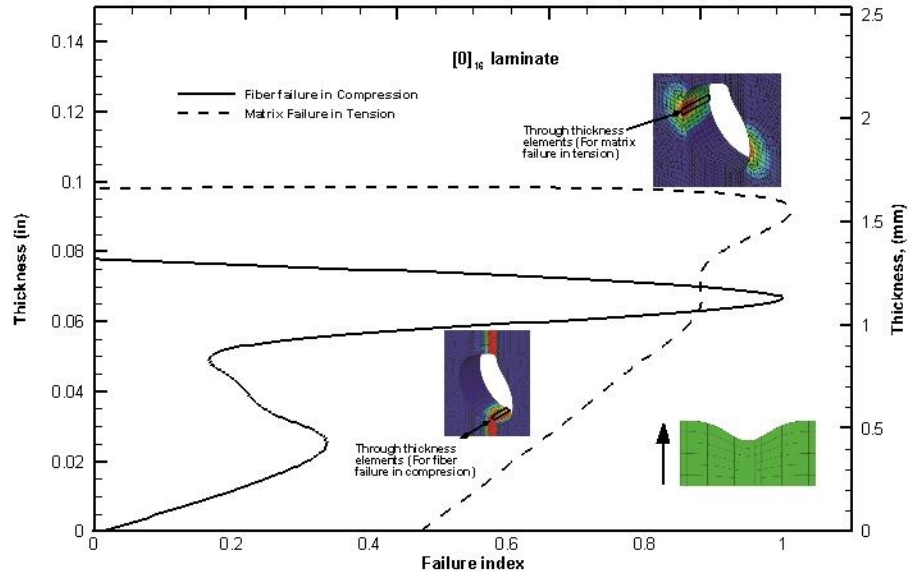 [0]16 laminate
Fiber failure in Compression
Matrix Failure in Tension
Through thickness
elements (For matrix
failure in tension)
Through thickness
elements (For fiber
failure in compresion)
Thickness (in)
0.14
0.12
0.1
0.08
0.06
0.04
0.02
0
Thickness, (mm)
2.5
2
1.5
1
0.5
0
0
0.2
0.4
0.6
0.8
1
Failure index